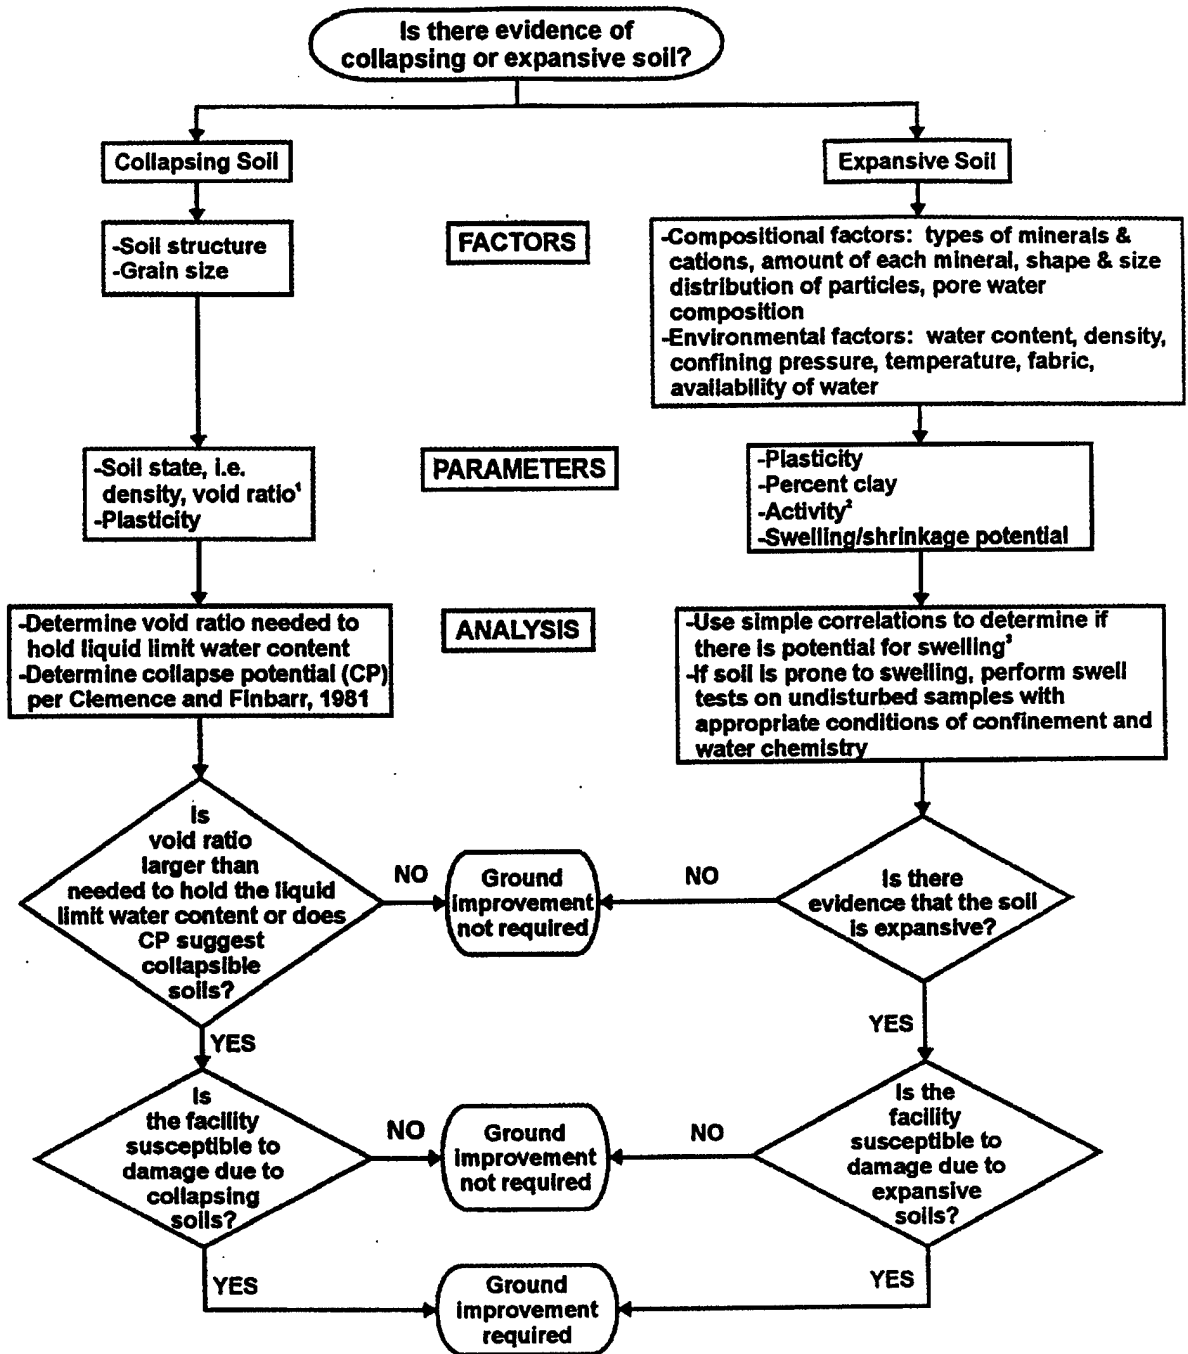 Is there evidence of
collapsing or expansive soil?
Collapsing Soil
Expansive Soil
-Soil structure
-Grain size
FACTORS
-Compositional factors: types of minerals &
cations, amount of each mineral, shape & size
distribution of particles, pore water
composition
-Environmental factors: water content, density,
confining pressure, temperature, fabric,
availability of water
-Soil state, i.e.
density, void ratio¹
-Plasticity
PARAMETERS
-Plasticity
-Percent clay
-Activity²
-Swelling/shrinkage potential
-Determine void ratio needed to
hold liquid limit water content
-Determine collapse potential (CP)
per Clemence and Finbarr, 1981
ANALYSIS
-Use simple correlations to determine if
there is potential for swelling³
-If soil is prone to swelling, perform swell
tests on undisturbed samples with
appropriate conditions of confinement and
water chemistry
Is
void ratio
larger than
needed to hold the liquid
limit water content or does
CP suggest
collapsible
soils?
NO
Ground
improvement
not required
NO
Is there
evidence that the soil
is expansive?
YES
YES
Is
the facility
susceptible to
damage due to
collapsing
soils?
NO
Ground
improvement
not required
NO
Is the
facility
susceptible to
damage due to
expansive
soils?
YES
Ground
improvement
required
YES